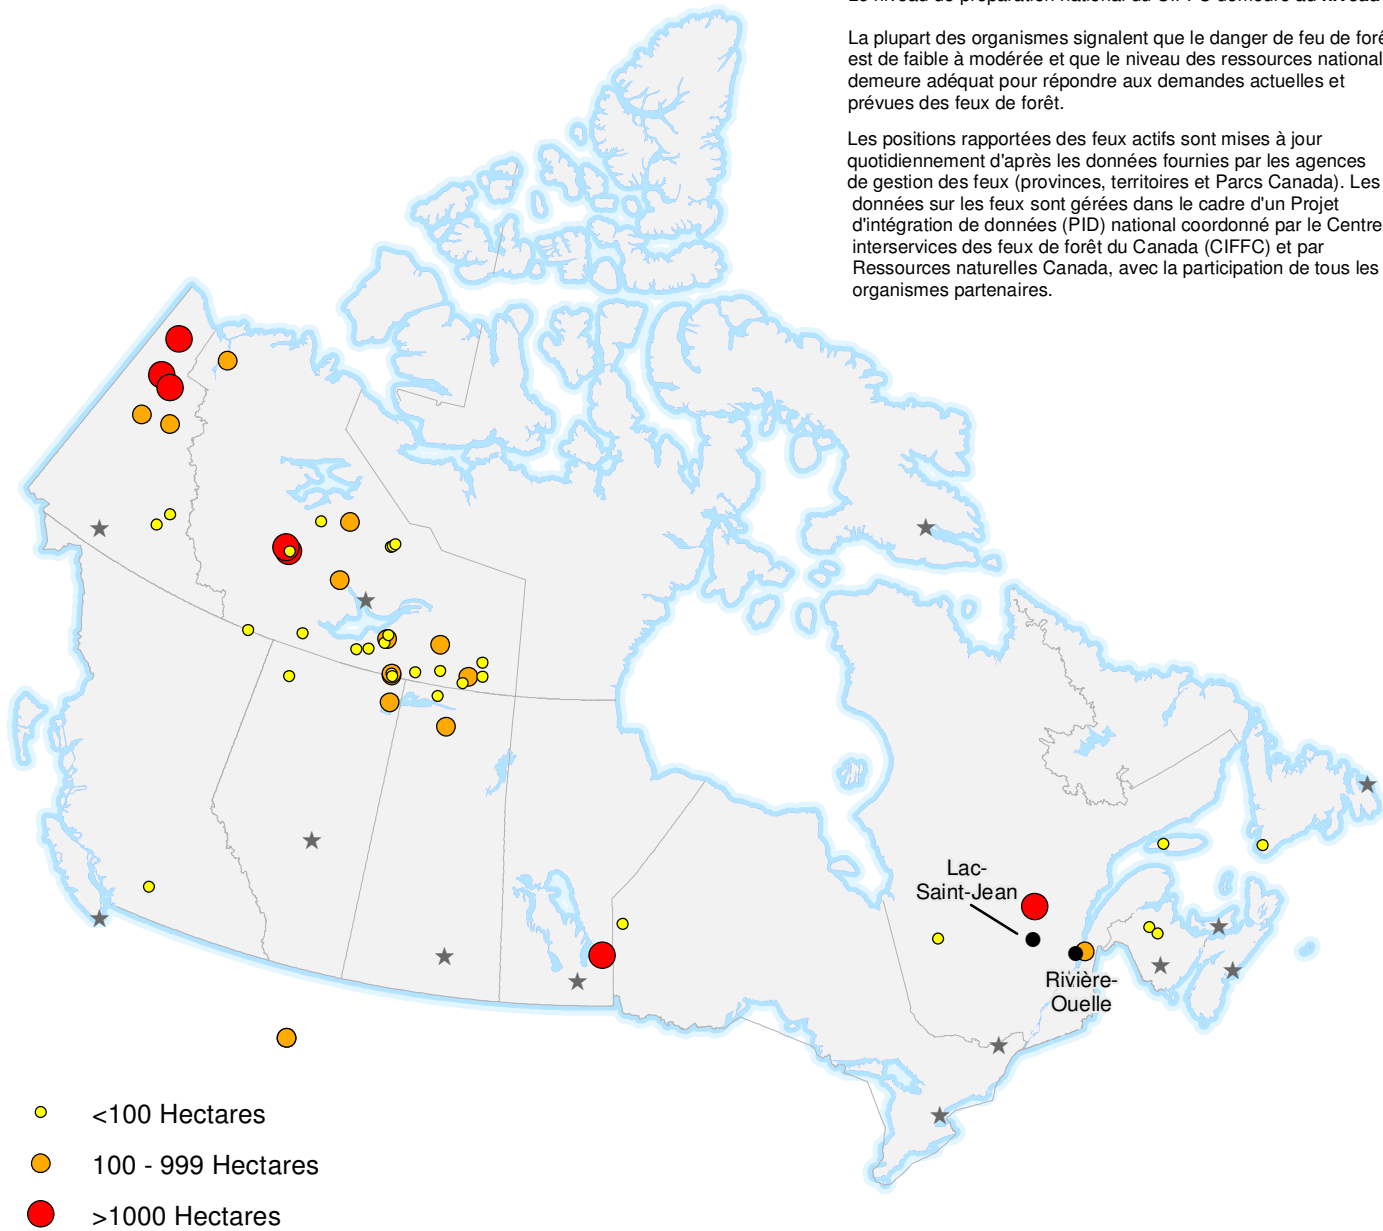 La plupart des organismes signalent que le danger de feu de forê
est de faible à modérée et que le niveau des ressources national
demeure adéquat pour répondre aux demandes actuelles et
prévues des feux de forêt.
Les positions rapportées des feux actifs sont mises à jour
quotidiennement d'après les données fournies par les agences
de gestion des feux (provinces, territoires et Parcs Canada). Les
données sur les feux sont gérées dans le cadre d'un Projet
d'intégration de données (PID) national coordonné par le Centre
interservices des feux de forêt du Canada (CIFFC) et par
Ressources naturelles Canada, avec la participation de tous les
organismes partenaires.
Lac-
Saint-Jean
Rivière-
Ouelle
<100 Hectares
100 - 999 Hectares
>1000 Hectares